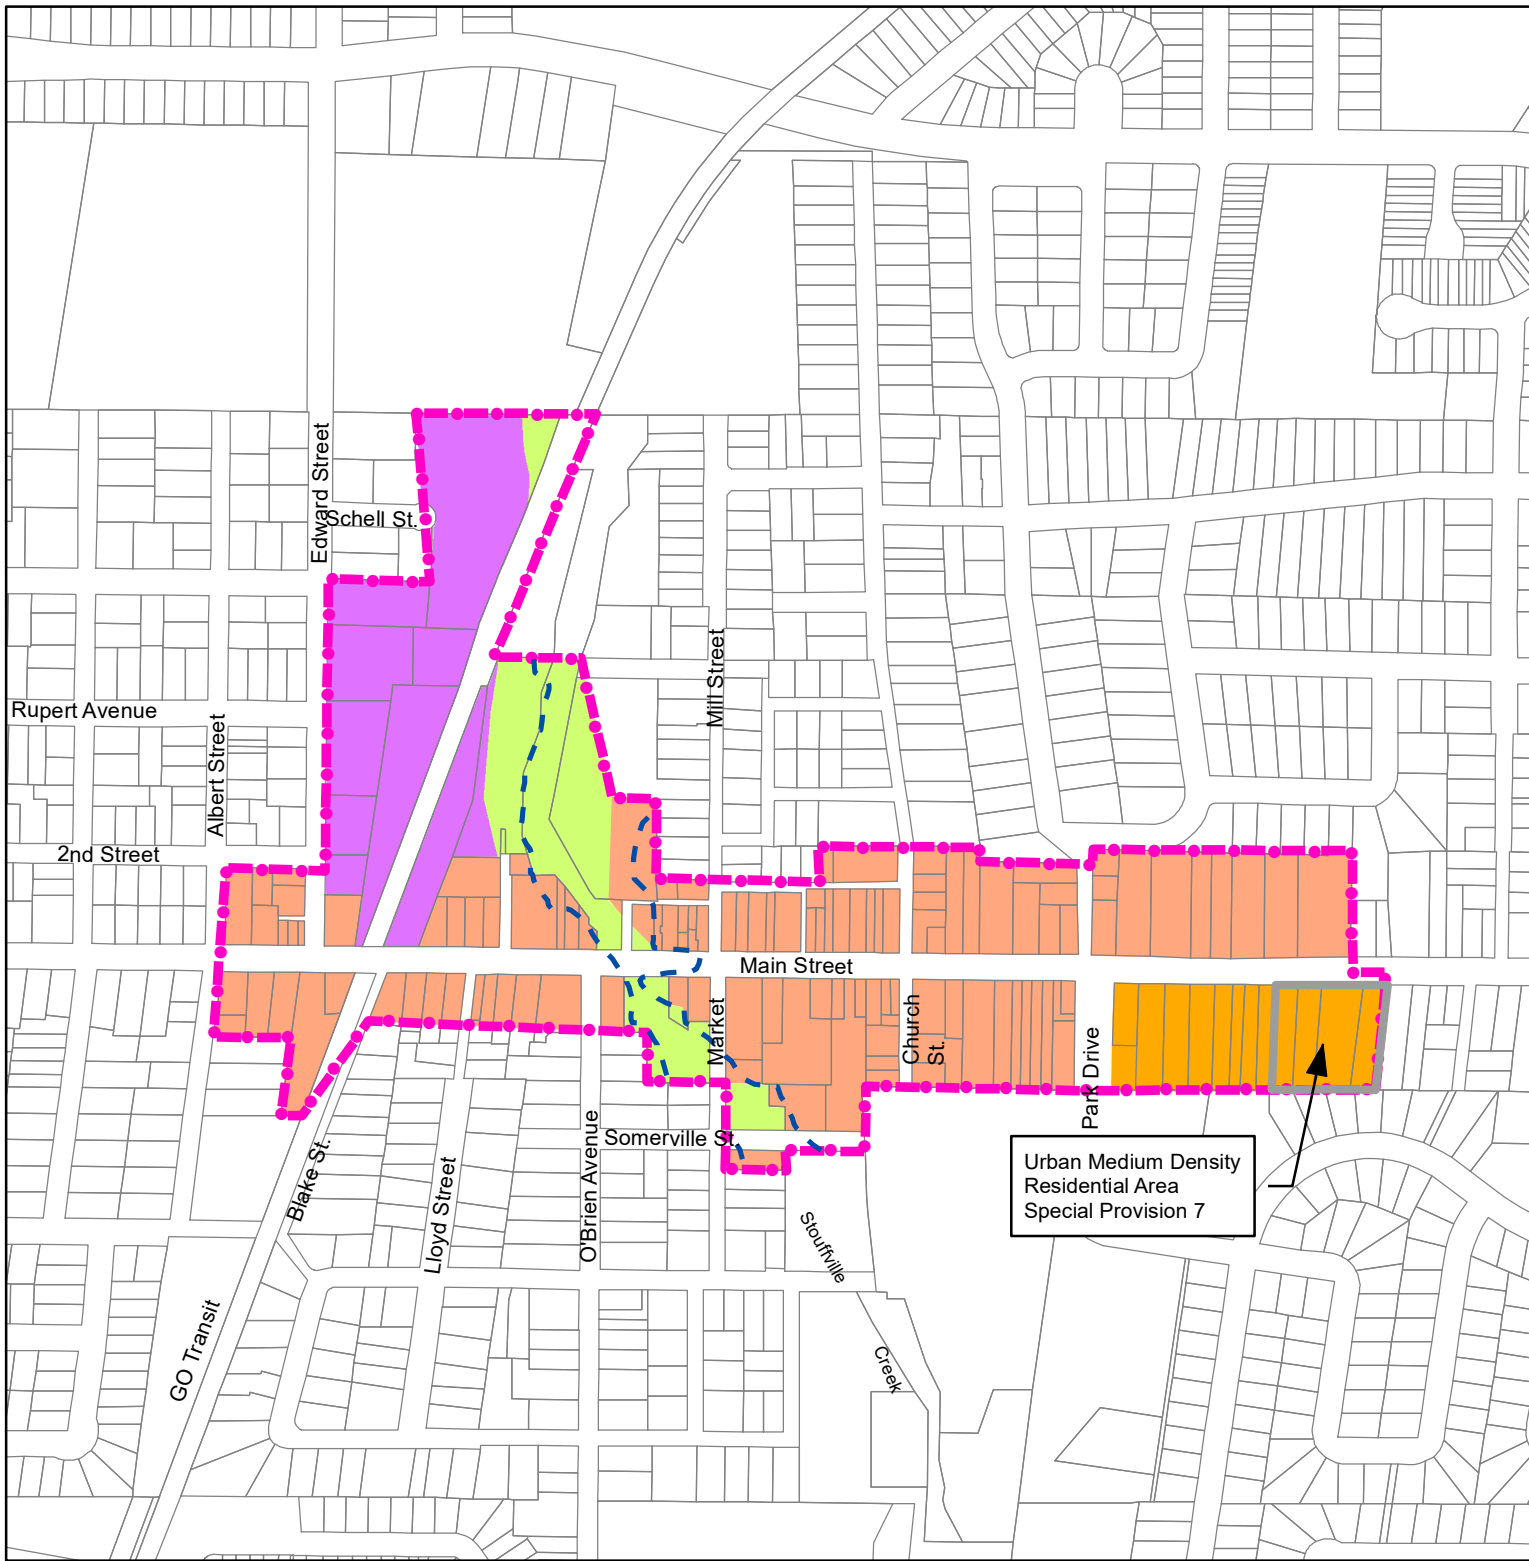 Edward Street
Schell St.
Rupert Avenue
Albert Street
Mill Street
2nd Street
Main Street
Market
Church
St.
Park Drive
Somerville St.
O'Brien Avenue
Blake St.
Lloyd Street
Urban Medium Density
Residential Area
Special Provision 7
Stouffville
Creek
GO Transit